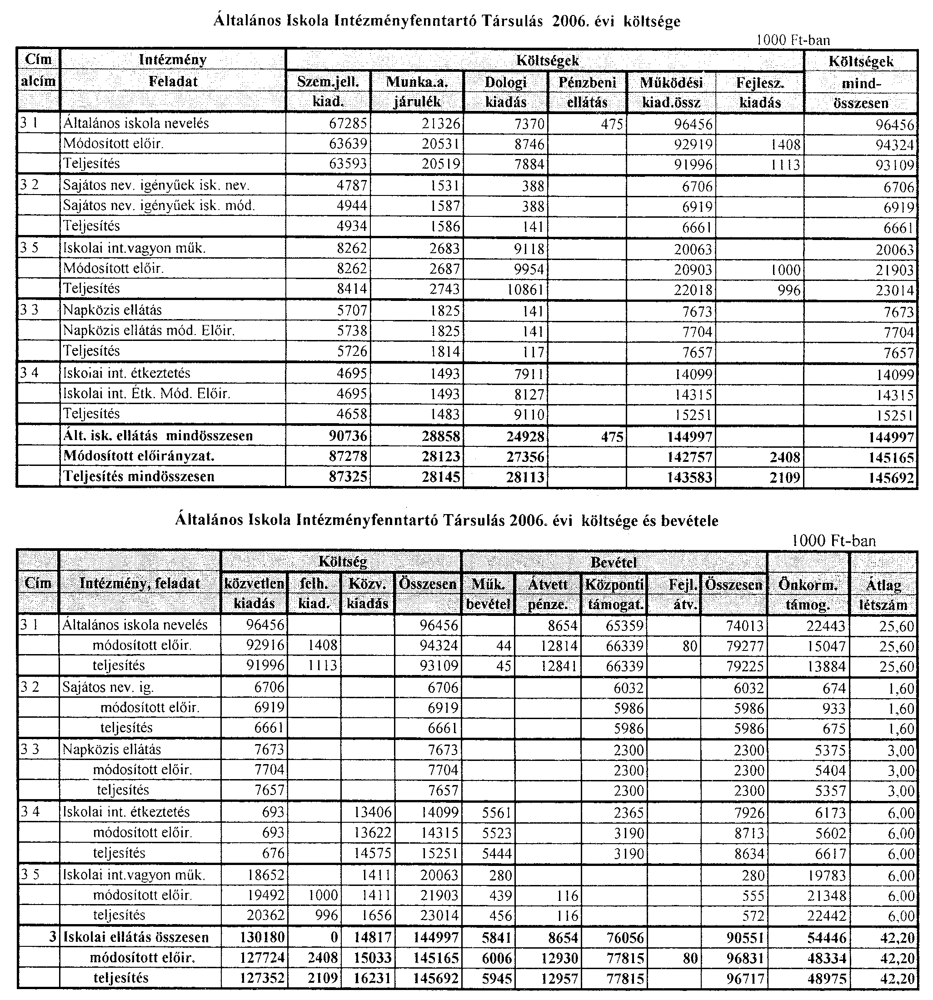 Általános Iskola Intézményfenntartó Társulás 2006. évi költsége
1000 Ft-ban
Cím Intézmény Költségek Költségek
alcím Feladat Szem.jell. Munka.a. Dologi Pénzbeni Működési Fejlesz. mind-
kiad. járulék kiadás ellátás kiad.össz kiadás összesen
3 1 Általános iskola nevelés 67285 21326 7370 475 96456 96456
Módosított előir. 63639 20531 8746 92919 1408 94324
Teljesítés 63593 20519 7884 91996 1113 93109
3 2 Sajátos nev. igényűek isk. nev. 4787 1531 388 6706 6706
Sajátos nev. igényűek isk. mód. 4944 1587 388 6919 6919
Teljesítés 4934 1586 141 6661 6661
3 5 Iskolai int.vagyon műk. 8262 2683 9118 20063 20063
Módosított előir. 8262 2687 9954 20903 1000 21903
Teljesítés 8414 2743 10861 22018 996 23014
3 3 Napközis ellátás 5707 1825 141 7673 7673
Napközis ellátás mód. Előir. 5738 1825 141 7704 7704
Teljesítés 5726 1814 117 7657 7657
3 4 Iskolai int. étkeztetés 4695 1493 7911 14099 14099
Iskolai int. Étk. Mód. Előir. 4695 1493 8127 14315 14315
Teljesítés 4658 1483 9110 15251 15251
Ált. isk. ellátás mindösszesen 90736 28858 24928 475 144997 144997
Módosított előirányzat. 87278 28123 27356 142757 2408 145165
Teljesítés mindösszesen 87325 28145 28113 143583 2109 145692
Általános Iskola Intézményfenntartó Társulás 2006. évi költsége és bevétele
1000 Ft-ban
Költség Bevétel
Cím Intézmény, feladat közvetlen felh. Közv. Összesen Műk. Átvett Központi Fejl. Összesen Önkorm. Átlag
kiadás kiad. kiadás bevétel pénze. támogat. átv. támog. létszám
3 1 Általános iskola nevelés 96456 96456 8654 65359 74013 22443 25,60
módosított előir. 92916 1408 94324 44 12814 66339 80 79277 15047 25,60
teljesítés 91996 1113 93109 45 12841 66339 79225 13884 25,60
3 2 Sajátos nev. ig. 6706 6706 6032 6032 674 1,60
módosított előir. 6919 6919 5986 5986 933 1,60
teljesítés 6661 6661 5986 5986 675 1,60
3 3 Napközis ellátás 7673 7673 2300 2300 5375 3,00
módosított előir. 7704 7704 2300 2300 5404 3,00
teljesítés 7657 7657 2300 2300 5357 3,00
3 4 Iskolai int. étkeztetés 693 13406 14099 5561 2365 7926 6173 6,00
módosított előir. 693 13622 14315 5523 3190 8713 5602 6,00
teljesítés 676 14575 15251 5444 3190 8634 6617 6,00
3 5 Iskolai int.vagyon műk. 18652 1411 20063 280 280 19783 6,00
módosított előir. 19492 1000 1411 21903 439 116 555 21348 6,00
teljesítés 20362 996 1656 23014 456 116 572 22442 6,00
3 Iskolai ellátás összesen 130180 0 14817 144997 5841 8654 76056 90551 54446 42,20
módosított előir. 127724 2408 15033 145165 6006 12930 77815 80 96831 48334 42,20
teljesítés 127352 2109 16231 145692 5945 12957 77815 96717 48975 42,20